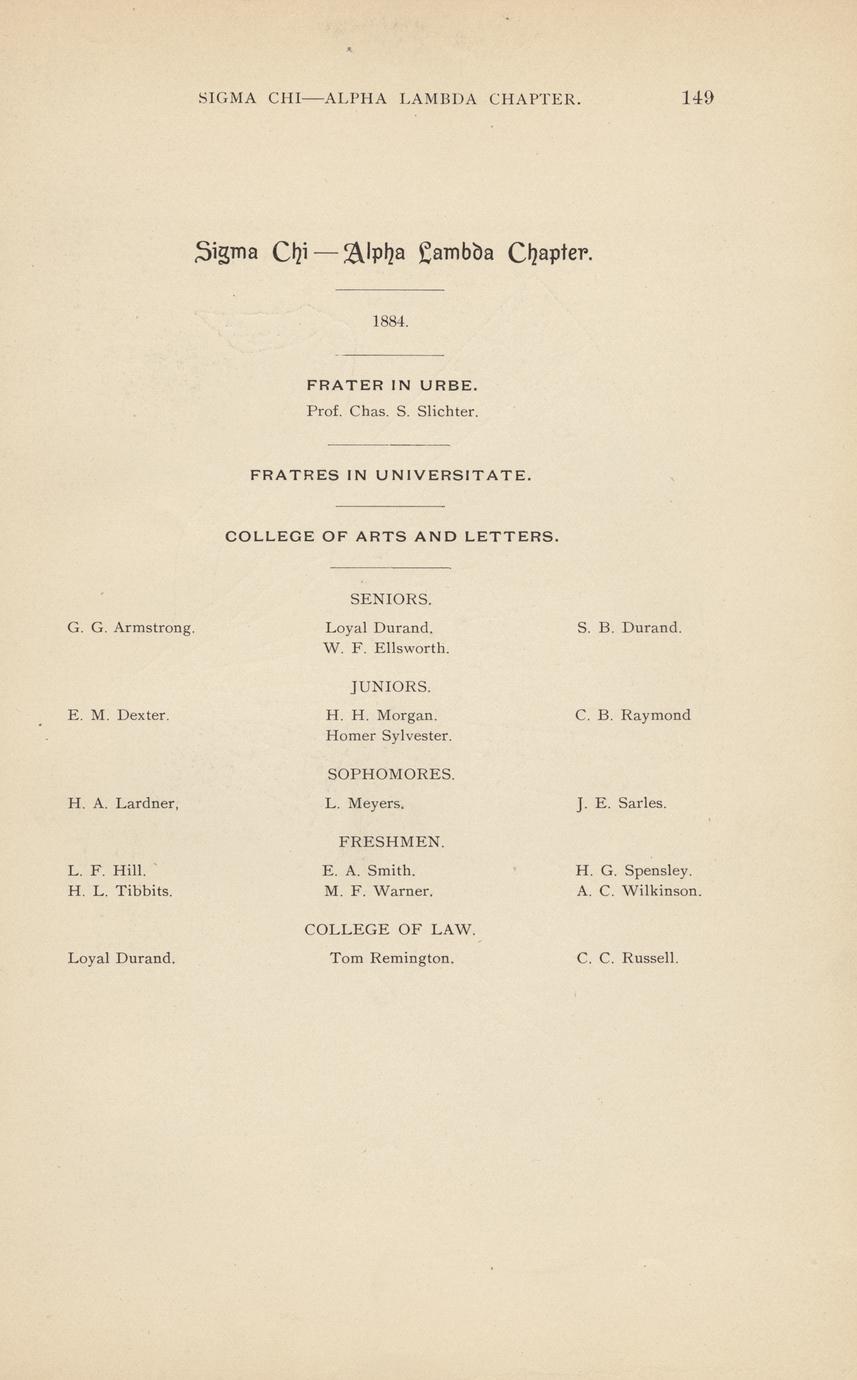 SIGMA CHI—ALPHA LAMBDA CHAPTER. 149
Sigma Chi — Alpha Lambda Chapter.
1884.
FRATER IN URBE.
Prof. Chas. S. Slichter.
FRATRES IN UNIVERSITATE.
COLLEGE OF ARTS AND LETTERS.
SENIORS.
G. G. Armstrong. Loyal Durand. S. B. Durand.
W. F. Ellsworth.
JUNIORS.
E. M. Dexter. H. H. Morgan. C. B. Raymond
Homer Sylvester.
SOPHOMORES.
H. A. Lardner, L. Meyers. J. E. Sarles.
FRESHMEN.
L. F. Hill. E. A. Smith. H. G. Spensley.
H. L. Tibbits. M. F. Warner. A. C. Wilkinson.
COLLEGE OF LAW.
Loyal Durand. Tom Remington. C. C. Russell.